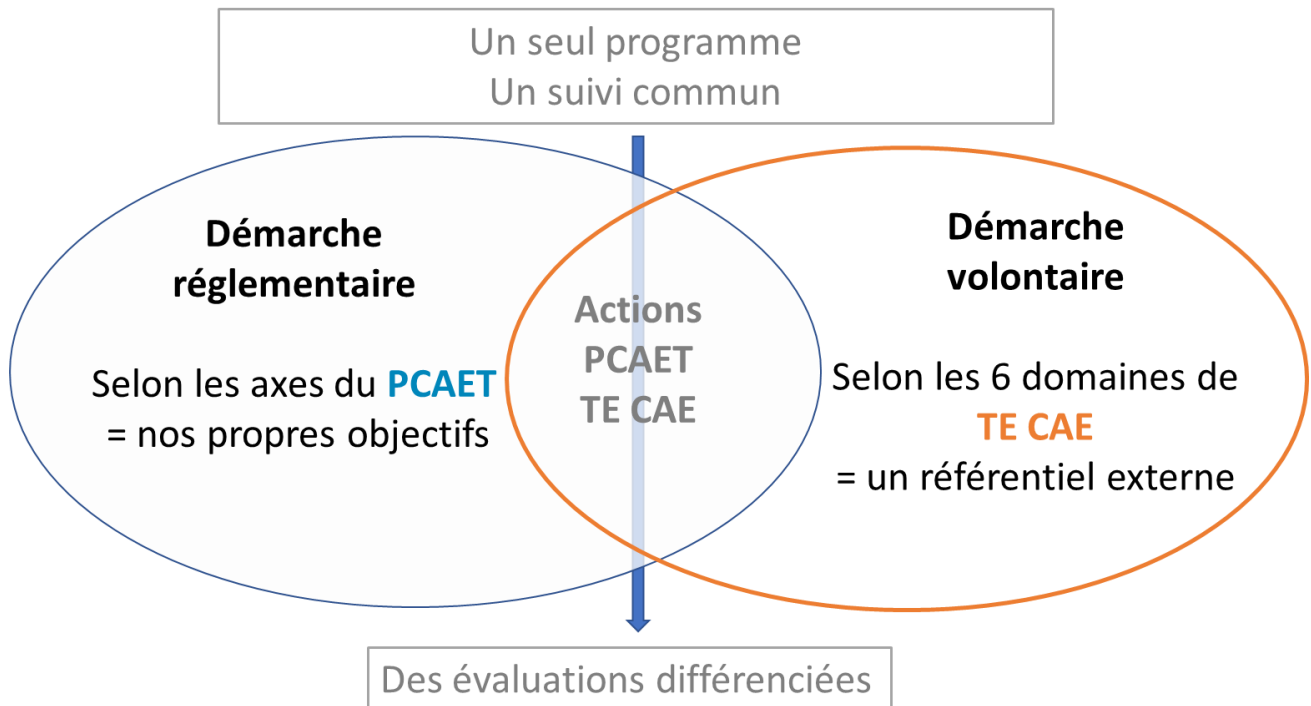 Un seul programme
Un suivi commun
Démarche
réglementaire
Selon les axes du PCAET
= nos propres objectifs
Actions
PCAET
TE CAE
Démarche
volontaire
Selon les 6 domaines de
TE CAE
= un référentiel externe
Des évaluations différenciées